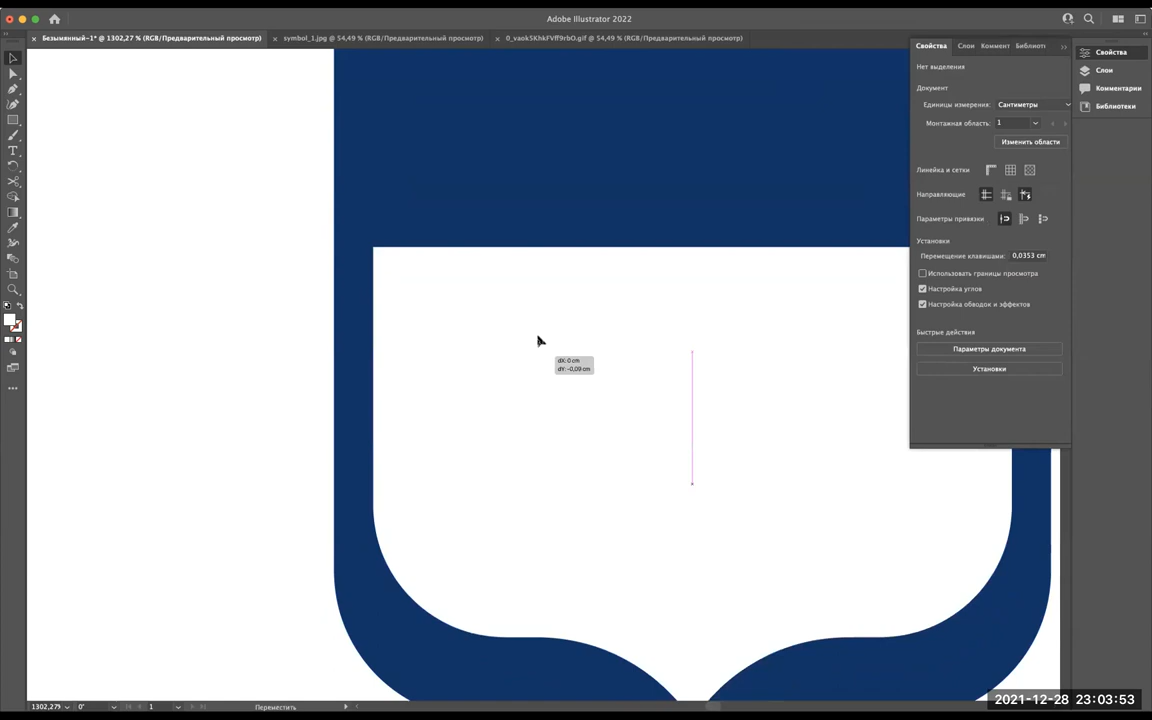 Adobe Illustrator 2022
Безымянный-1* @ 1302,27 % (RGB/Предварительный просмотр)
symbol_1.jpg @ 54,49 % (RGB/Предварительный просмотр)
0_vaok5KhkFVff9rbO.gif @ 54,49 % (RGB/Предварительный просмотр)
Свойства Слои Коммент Библиот
Нет выделения
Документ
Единицы измерения: Сантиметры
Монтажная область: 1
Изменить области
Линейка и сетки
Направляющие
Параметры привязки
Установки
Перемещение клавишами: 0,0353 cm
Использовать границы просмотра
Настройка углов
Настройка обводок и эффектов
Быстрые действия
Параметры документа
Установки
Свойства
Слои
Комментарии
Библиотеки
dX: 0 cm
dY: -0,09 cm
1302,27% 0° 1 Переместить
2021-12-28 23:03:53